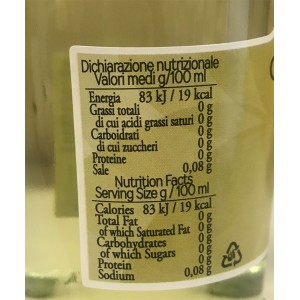 Dichiarazione nutrizionale
Valori medi g/100 ml
Energia 83 kJ / 19 kcal
Grassi totali 0 g
di cui acidi grassi saturi 0 g
Carboidrati 0 g
di cui zuccheri 0 g
Proteine 0 g
Sale 0,08 g
Nutrition Facts
Serving Size g / 100 ml
Calories 83 kJ / 19 kcal
Total Fat 0 g
of which Saturated Fat 0 g
Carbohydrates 0 g
of which Sugars 0 g
Protein 0 g
Sodium 0,08 g